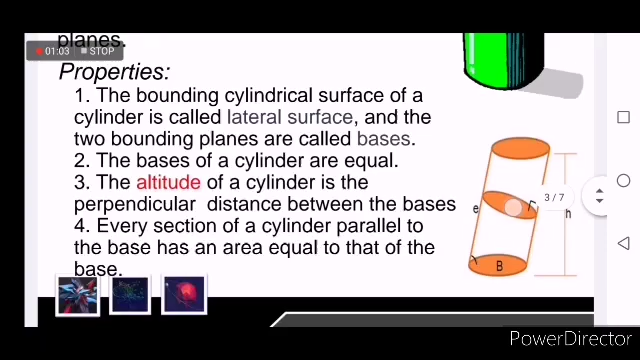 planes.
01:03 STOP
Properties:
1. The bounding cylindrical surface of a
cylinder is called lateral surface, and the
two bounding planes are called bases.
2. The bases of a cylinder are equal.
3. The altitude of a cylinder is the
perpendicular distance between the bases
4. Every section of a cylinder parallel to
the base has an area equal to that of the
base.
e
h
B
3 / 7
PowerDirector